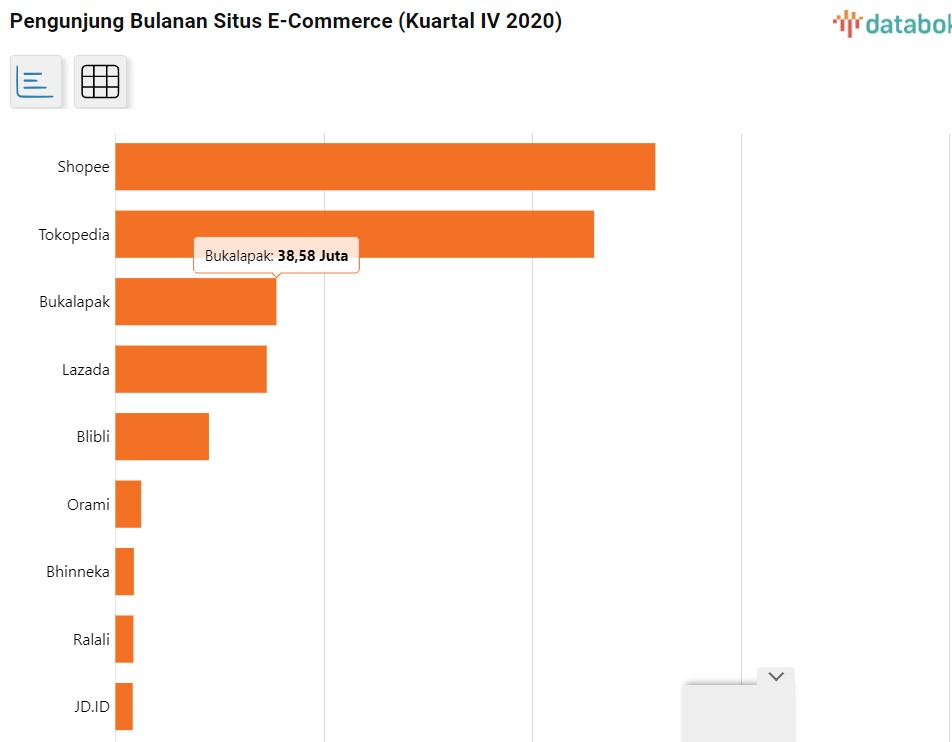 Pengunjung Bulanan Situs E-Commerce (Kuartal IV 2020)
databok
Shopee
Tokopedia
Bukalapak: 38,58 Juta
Bukalapak
Lazada
Blibli
Orami
Bhinneka
Ralali
JD.ID